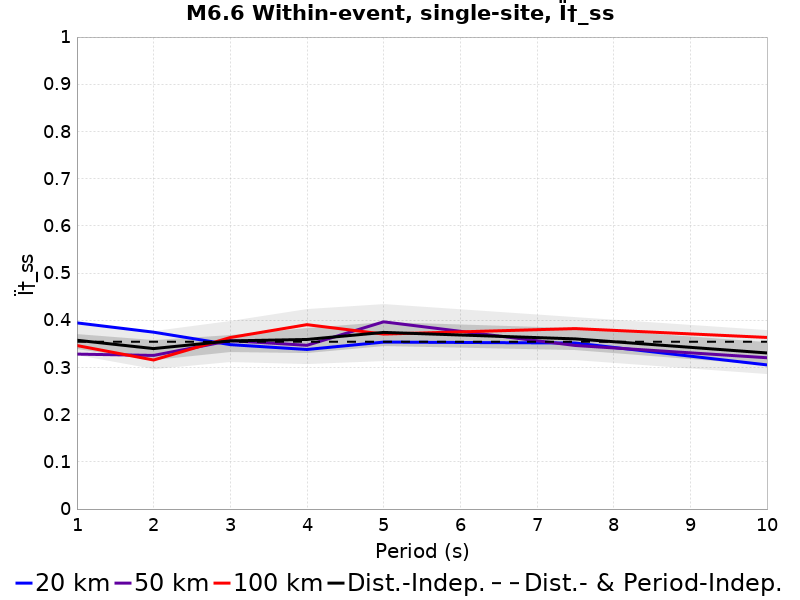 M6.6 Within-event, single-site, Ï†_ss
1
0.9
0.8
0.7
0.6
0.5
0.4
0.3
0.2
0.1
0
Ï†_ss
1 2 3 4 5 6 7 8 9 10
Period (s)
20 km 50 km 100 km Dist.-Indep. Dist.- & Period-Indep.